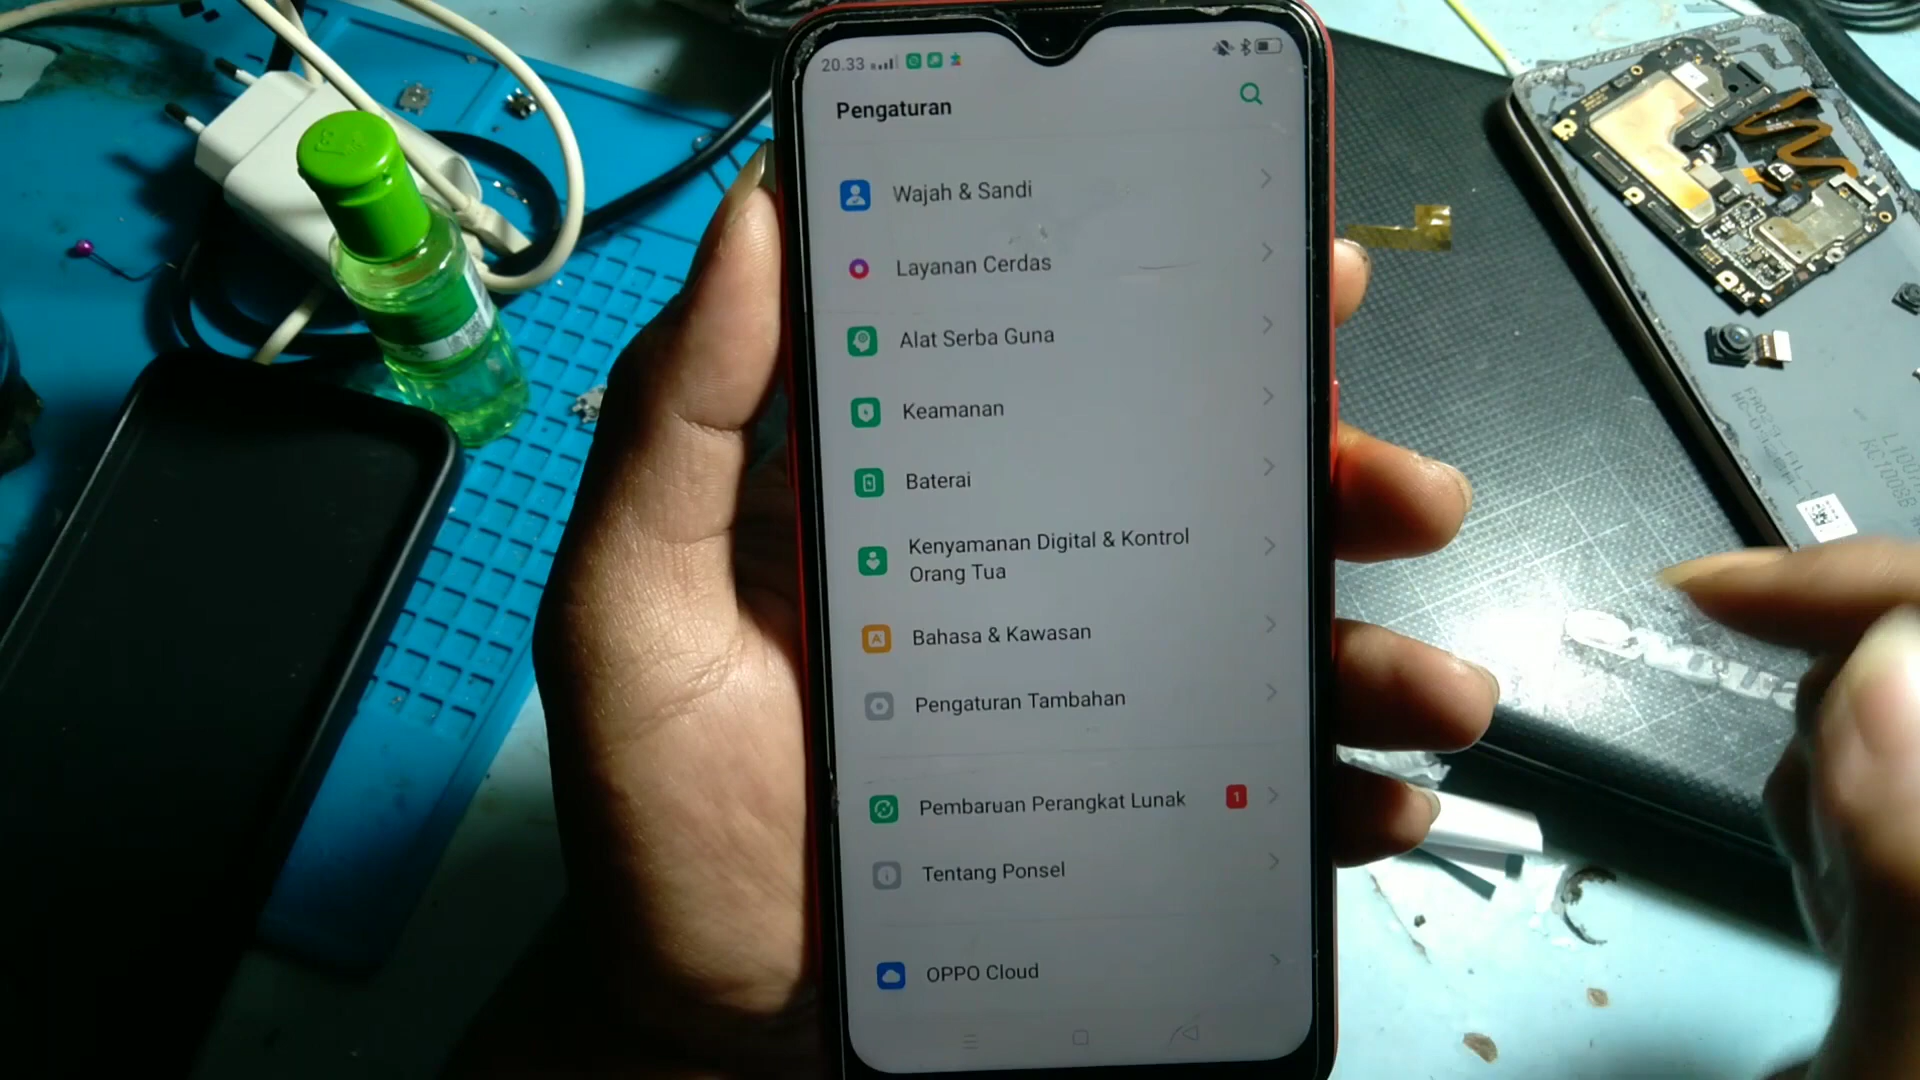 20.33
Pengaturan
Wajah & Sandi
Layanan Cerdas
Alat Serba Guna
Keamanan
Baterai
Kenyamanan Digital & Kontrol
Orang Tua
Bahasa & Kawasan
Pengaturan Tambahan
Pembaruan Perangkat Lunak
1
Tentang Ponsel
OPPO Cloud